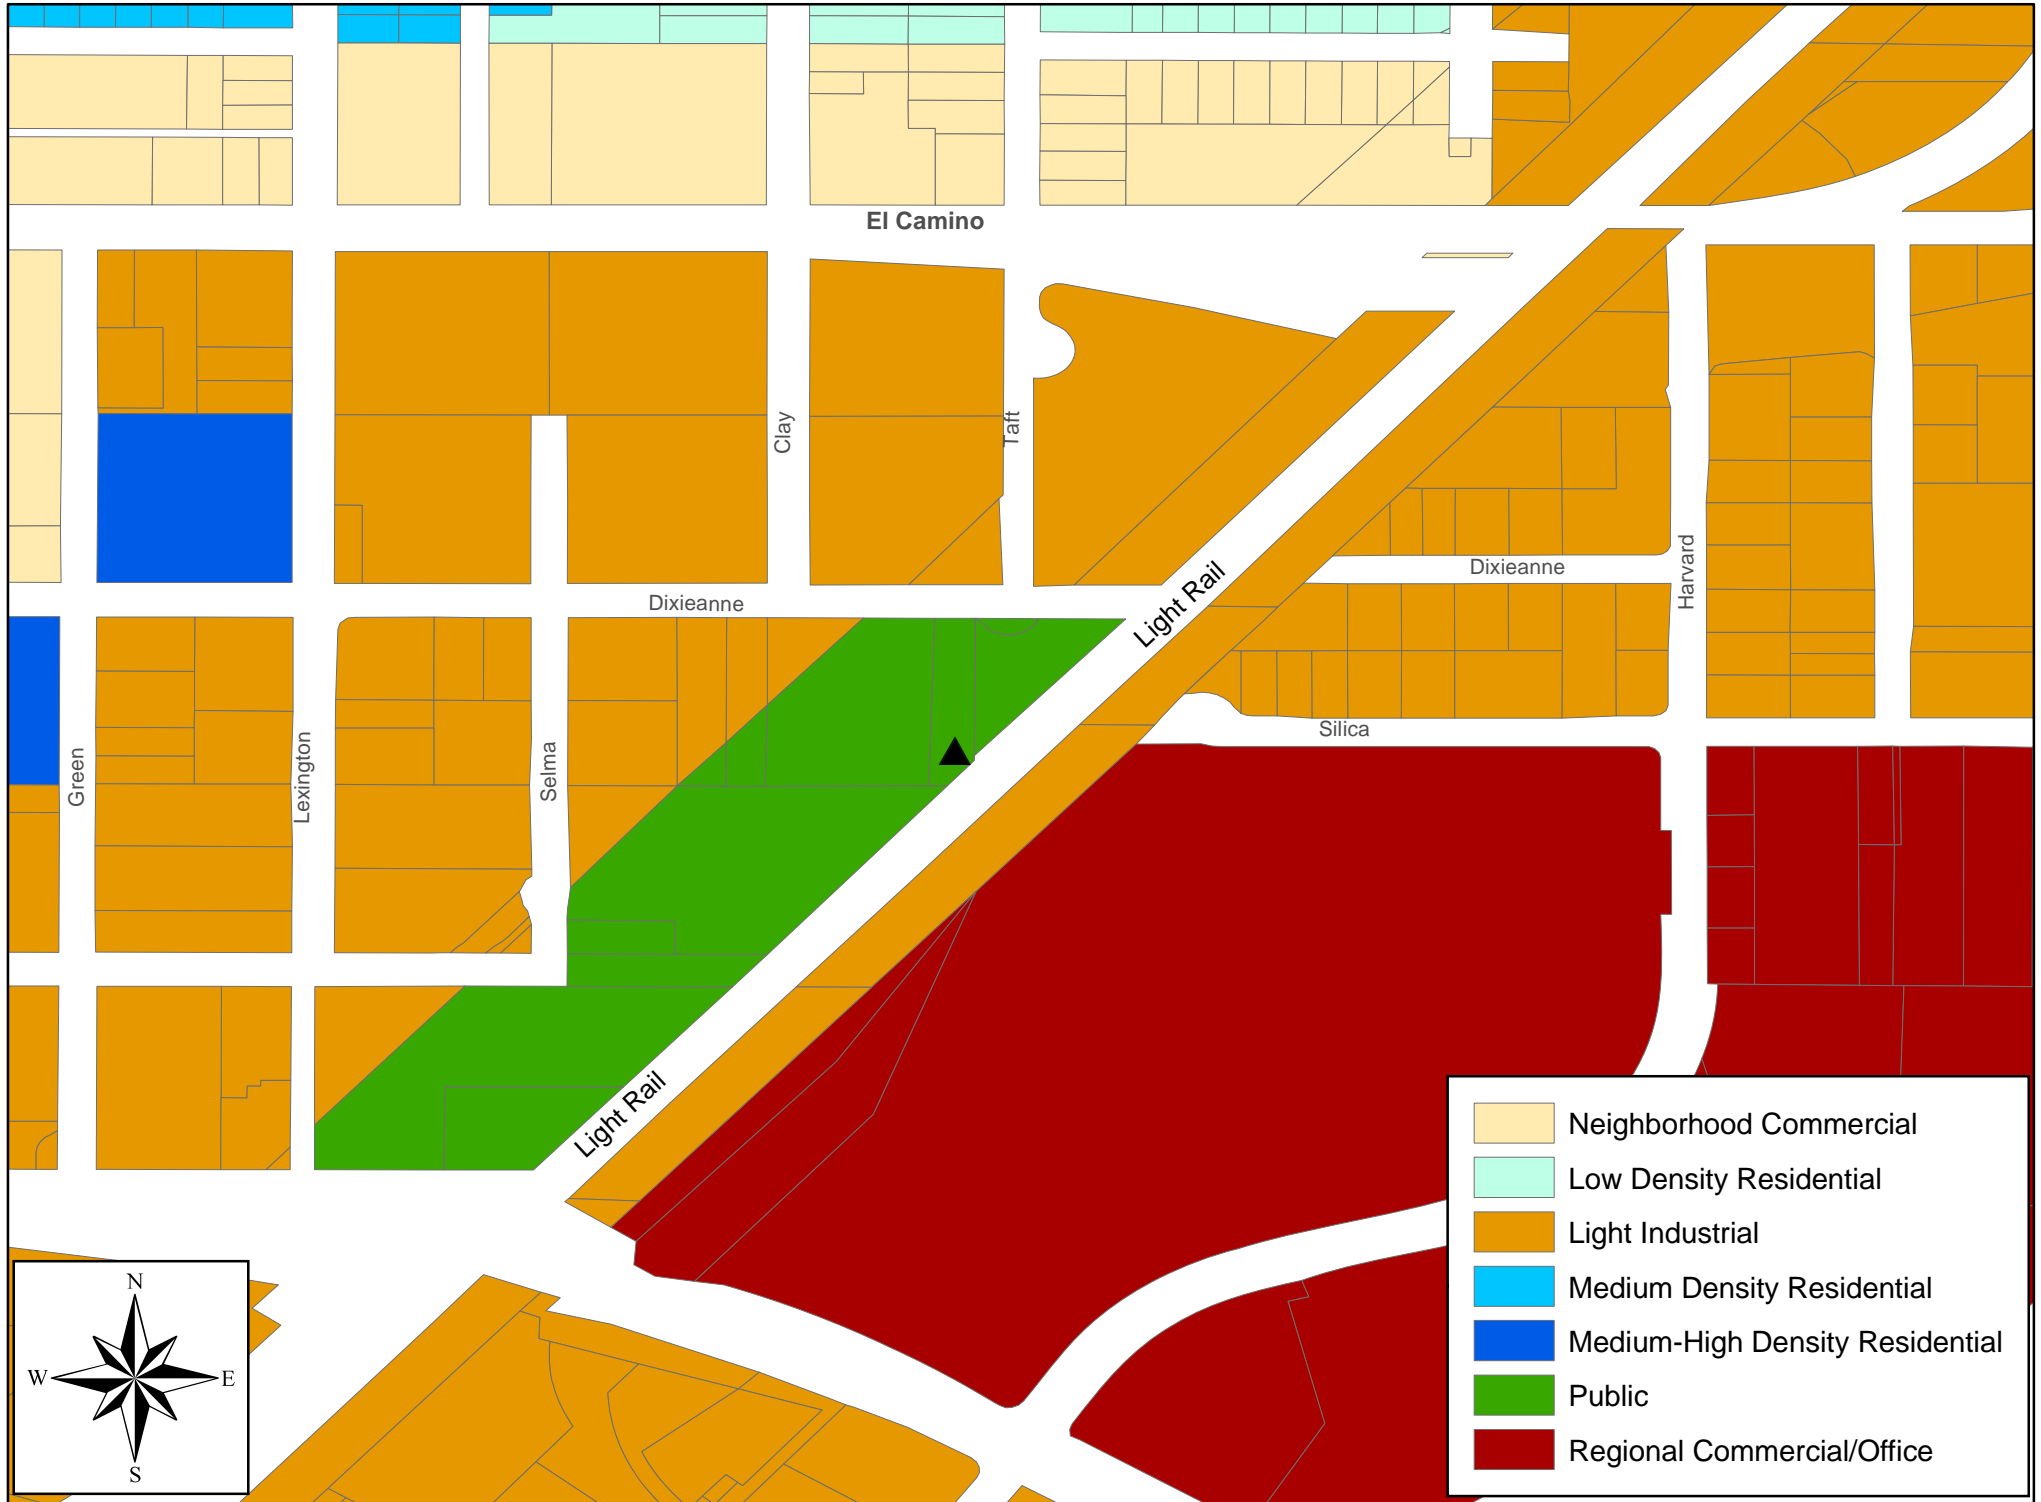 El Camino
Clay
Taft
Harvard
Dixieanne
Light Rail
Dixieanne
Silica
Green
Lexington
Selma
Light Rail
Neighborhood Commercial
Low Density Residential
Light Industrial
Medium Density Residential
Medium-High Density Residential
Public
Regional Commercial/Office
N
W E
S